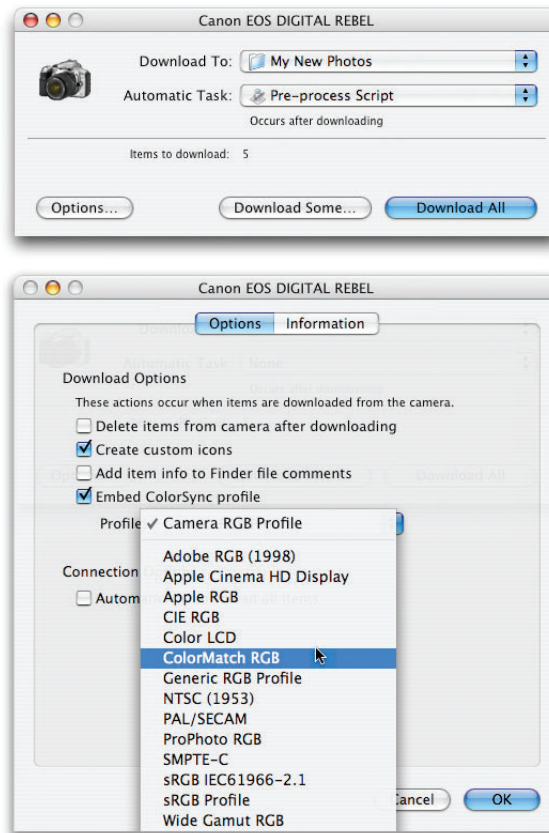 Canon EOS DIGITAL REBEL
Download To: My New Photos
Automatic Task: Pre-process Script
Occurs after downloading
Items to download: 5
Options... Download Some... Download All
Canon EOS DIGITAL REBEL
Options Information
Download Options
These actions occur when items are downloaded from the camera.
Delete items from camera after downloading
Create custom icons
Add item info to Finder file comments
Embed ColorSync profile
Profile ✓ Camera RGB Profile
Adobe RGB (1998)
Connection Apple Cinema HD Display
Autom Apple RGB
CIE RGB
Color LCD
ColorMatch RGB
Generic RGB Profile
NTSC (1953)
PAL/SECAM
ProPhoto RGB
SMPTE-C
sRGB IEC61966-2.1
sRGB Profile
Cancel OK
Wide Gamut RGB